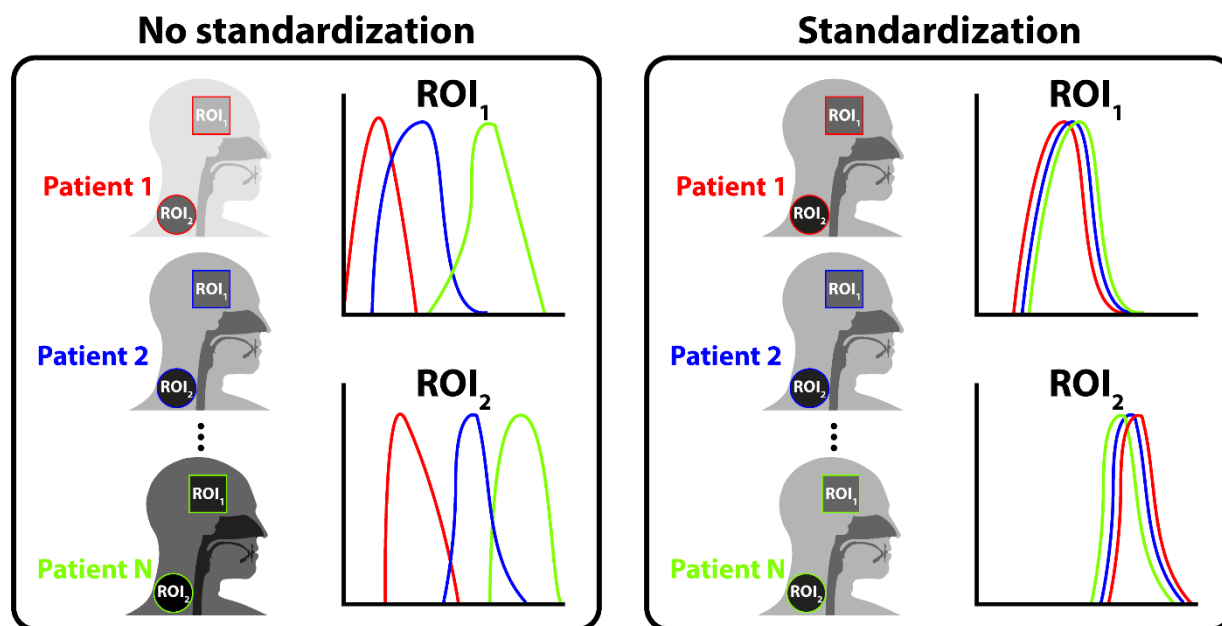 No standardization
ROI₁
ROI₁
Patient 1
ROI₂
ROI₁
Patient 2
ROI₂
ROI₂
ROI₁
Patient N
ROI₂
Standardization
ROI₁
ROI₁
Patient 1
ROI₂
ROI₁
Patient 2
ROI₂
ROI₂
ROI₁
Patient N
ROI₂